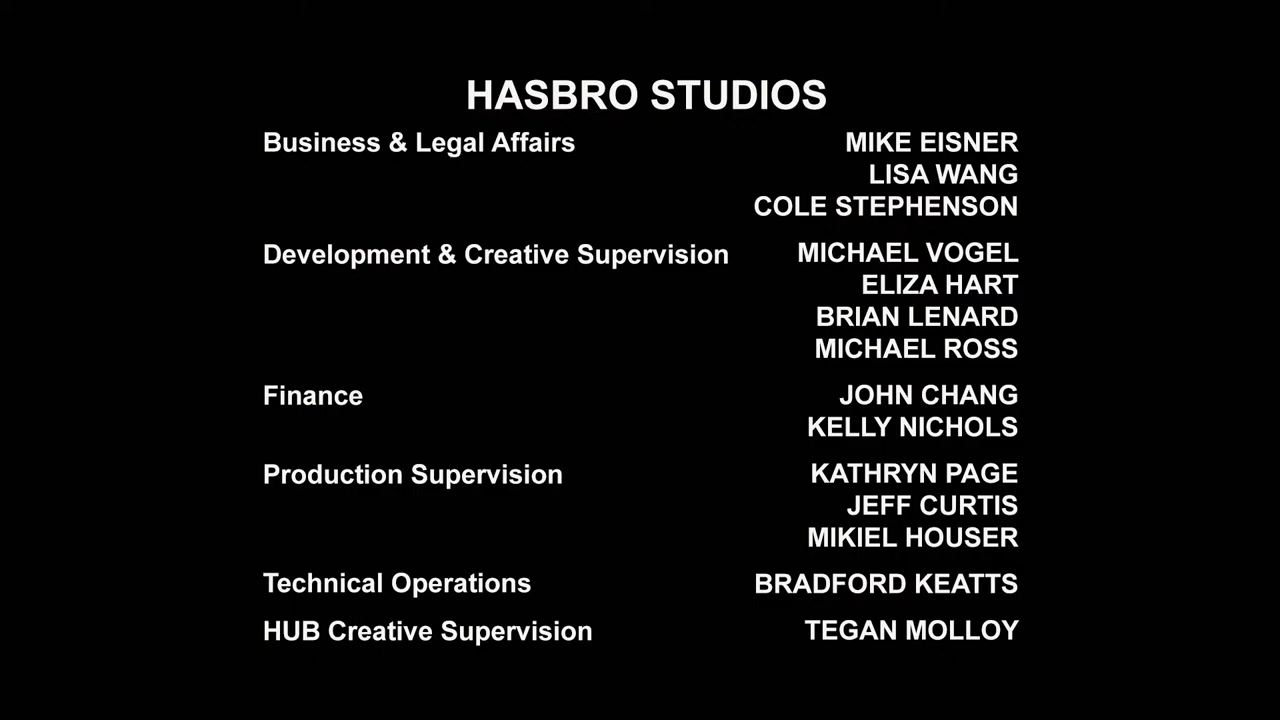 HASBRO STUDIOS
Business & Legal Affairs MIKE EISNER
LISA WANG
COLE STEPHENSON
Development & Creative Supervision MICHAEL VOGEL
ELIZA HART
BRIAN LENARD
MICHAEL ROSS
Finance JOHN CHANG
KELLY NICHOLS
Production Supervision KATHRYN PAGE
JEFF CURTIS
MIKIEL HOUSER
Technical Operations BRADFORD KEATTS
HUB Creative Supervision TEGAN MOLLOY